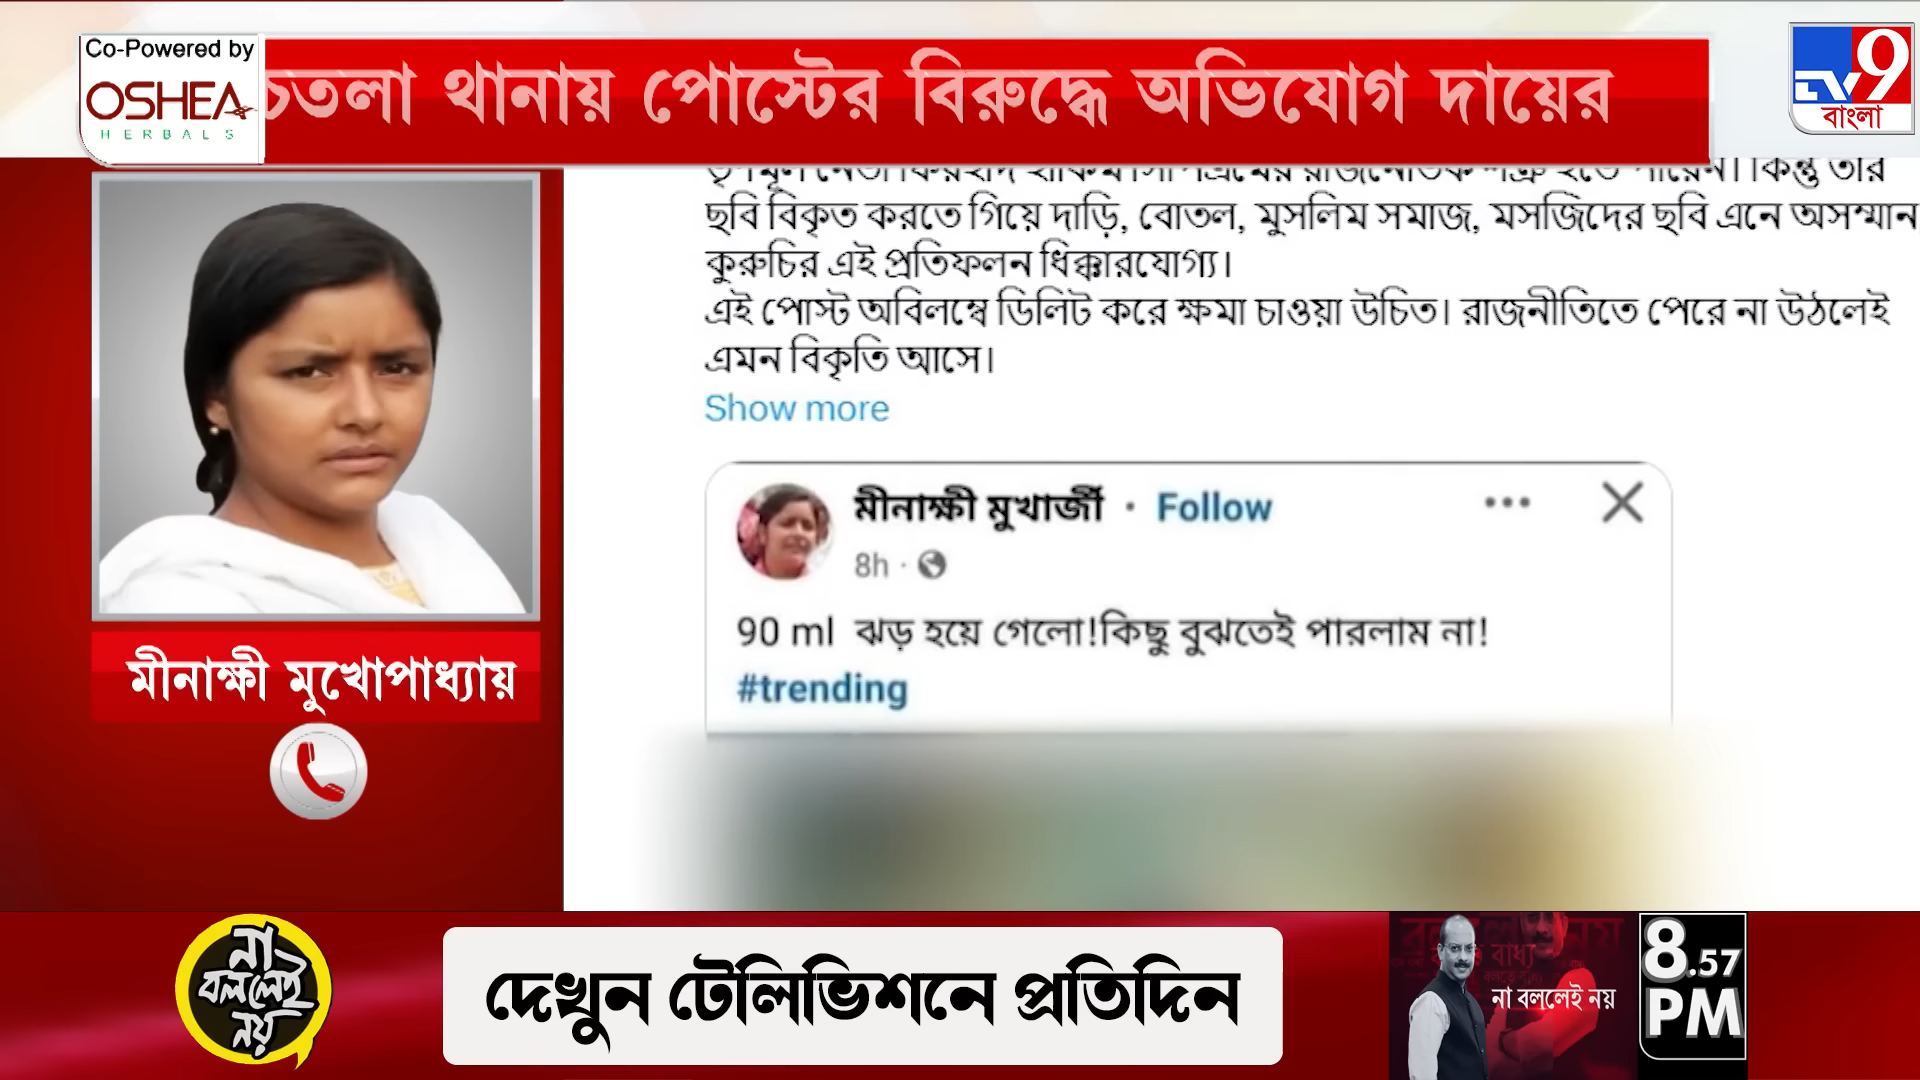 Co-Powered by
OSHEA
HERBALS
চেতলা থানায় পোস্টের বিরুদ্ধে অভিযোগ দায়ের
TV9
বাংলা
ছবি বিকৃত করতে গিয়ে দাড়ি, বোতল, মুসলিম সমাজ, মসজিদের ছবি এনে অসম্মান
কুরুচির এই প্রতিফলন ধিক্কারযোগ্য।
এই পোস্ট অবিলম্বে ডিলিট করে ক্ষমা চাওয়া উচিত। রাজনীতিতে পেরে না উঠলেই
এমন বিকৃতি আসে।
Show more
মীনাক্ষী মুখার্জী · Follow
8h ·
90 ml ঝড় হয়ে গেলো!কিছু বুঝতেই পারলাম না!
#trending
মীনাক্ষী মুখোপাধ্যায়
না
বললেই
নয়
দেখুন টেলিভিশনে প্রতিদিন
না বললেই নয়
8.57
PM